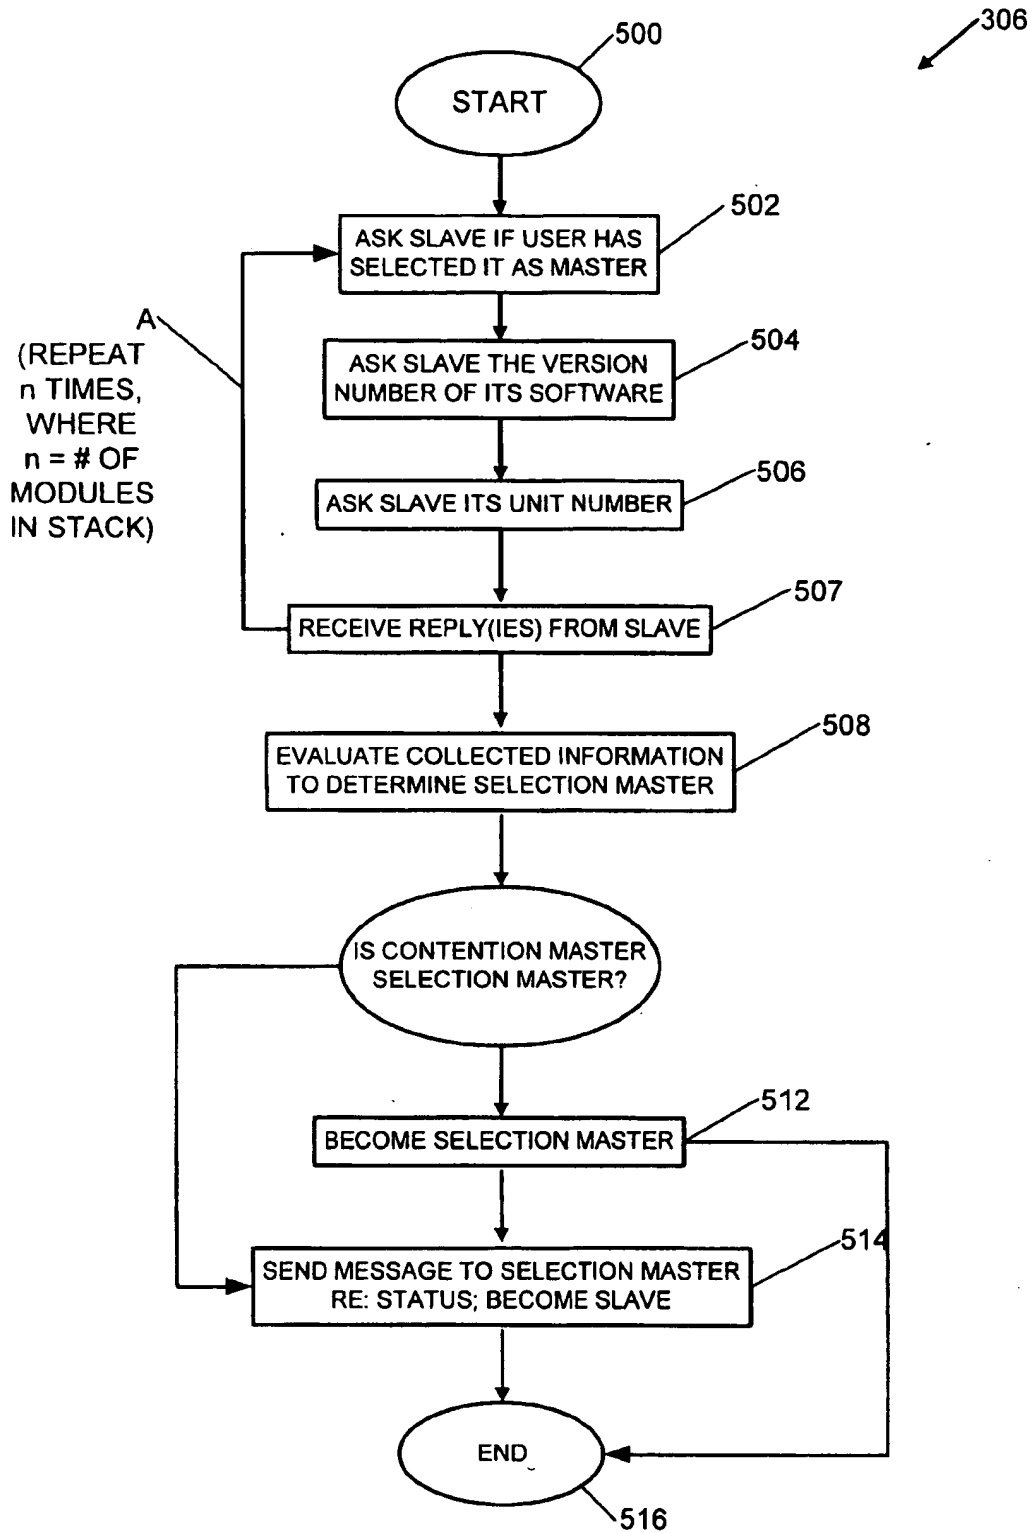 306
500
START
502
ASK SLAVE IF USER HAS
SELECTED IT AS MASTER
A
(REPEAT
n TIMES,
WHERE
n = # OF
MODULES
IN STACK)
504
ASK SLAVE THE VERSION
NUMBER OF ITS SOFTWARE
506
ASK SLAVE ITS UNIT NUMBER
507
RECEIVE REPLY(IES) FROM SLAVE
508
EVALUATE COLLECTED INFORMATION
TO DETERMINE SELECTION MASTER
IS CONTENTION MASTER
SELECTION MASTER?
512
BECOME SELECTION MASTER
514
SEND MESSAGE TO SELECTION MASTER
RE: STATUS; BECOME SLAVE
END
516